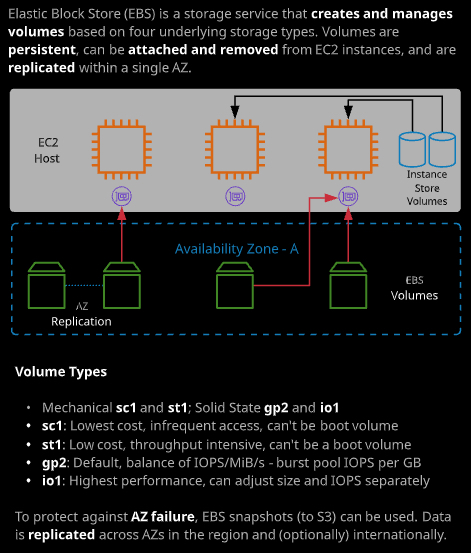 Elastic Block Store (EBS) is a storage service that creates and manages
volumes based on four underlying storage types. Volumes are
persistent, can be attached and removed from EC2 instances, and are
replicated within a single AZ.
EC2
Host
Instance
Store
Volumes
Availability Zone - A
AZ
Replication
EBS
Volumes
Volume Types
• Mechanical sc1 and st1; Solid State gp2 and io1
• sc1: Lowest cost, infrequent access, can't be boot volume
• st1: Low cost, throughput intensive, can't be a boot volume
• gp2: Default, balance of IOPS/MiB/s - burst pool IOPS per GB
• io1: Highest performance, can adjust size and IOPS separately
To protect against AZ failure, EBS snapshots (to S3) can be used. Data
is replicated across AZs in the region and (optionally) internationally.